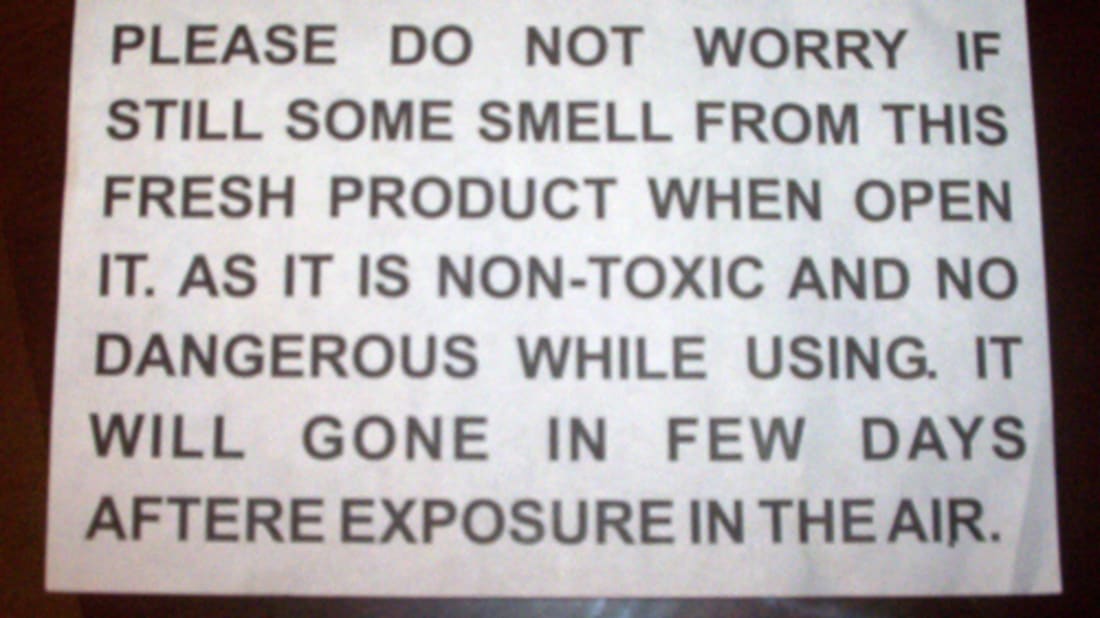 PLEASE DO NOT WORRY IF
STILL SOME SMELL FROM THIS
FRESH PRODUCT WHEN OPEN
IT. AS IT IS NON-TOXIC AND NO
DANGEROUS WHILE USING. IT
WILL GONE IN FEW DAYS
AFTERE EXPOSURE IN THE AIR.